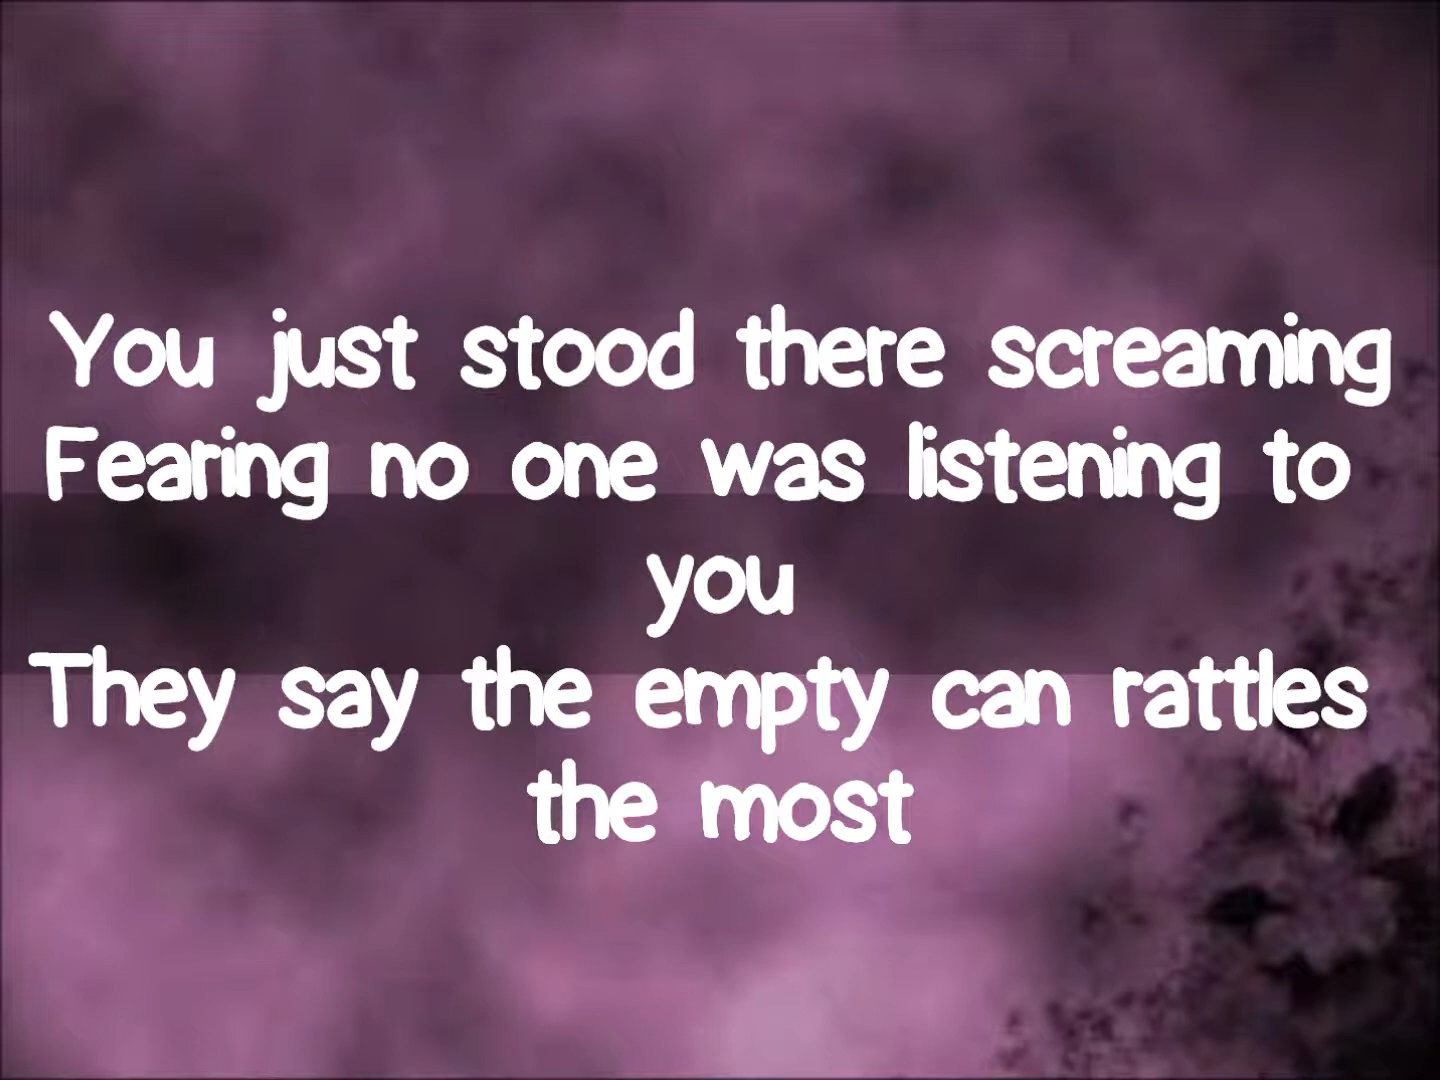 You just stood there screaming
Fearing no one was listening to
you
They say the empty can rattles
the most